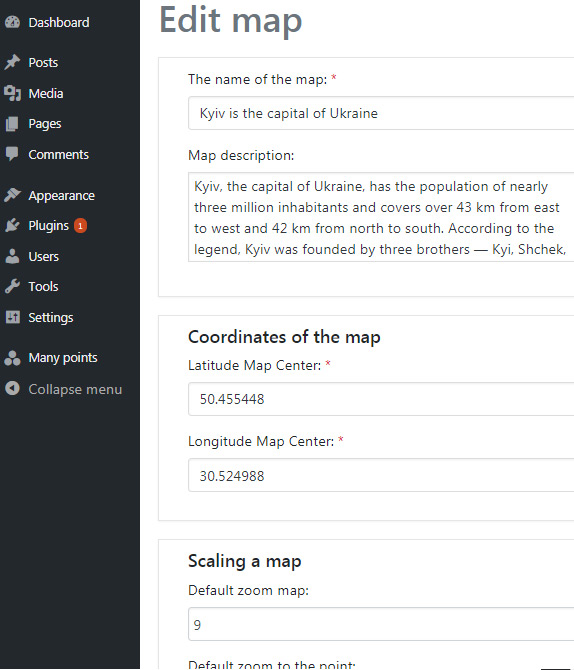 Dashboard
Posts
Media
Pages
Comments
Appearance
Plugins 1
Users
Tools
Settings
Many points
Collapse menu
Edit map
The name of the map: *
Kyiv is the capital of Ukraine
Map description:
Kyiv, the capital of Ukraine, has the population of nearly
three million inhabitants and covers over 43 km from east
to west and 42 km from north to south. According to the
legend, Kyiv was founded by three brothers — Kyi, Shchek,
Coordinates of the map
Latitude Map Center: *
50.455448
Longitude Map Center: *
30.524988
Scaling a map
Default zoom map:
9
Default zoom to the point: